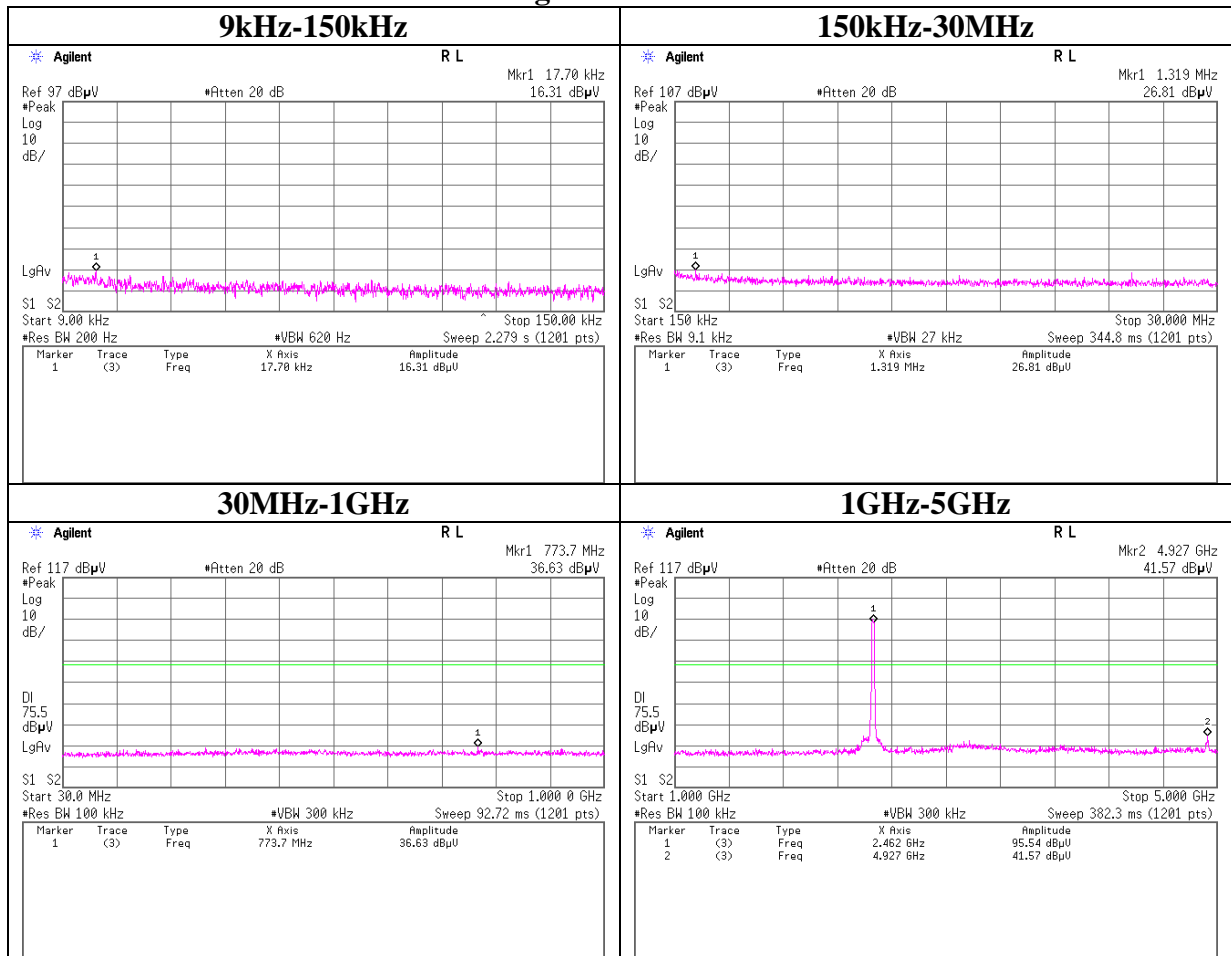 9kHz-150kHz
Agilent R L
Mkr1 17.70 kHz
Ref 97 dBµV #Atten 20 dB 16.31 dBµV
#Peak
Log
10
dB/
1
LgAv
S1 S2
Start 9.00 kHz ^ Stop 150.00 kHz
#Res BW 200 Hz #VBW 620 Hz Sweep 2.279 s (1201 pts)
Marker Trace Type X Axis Amplitude
1 (3) Freq 17.70 kHz 16.31 dBµV
150kHz-30MHz
Agilent R L
Mkr1 1.319 MHz
Ref 107 dBµV #Atten 20 dB 26.81 dBµV
#Peak
Log
10
dB/
1
LgAv
S1 S2
Start 150 kHz Stop 30.000 MHz
#Res BW 9.1 kHz #VBW 27 kHz Sweep 344.8 ms (1201 pts)
Marker Trace Type X Axis Amplitude
1 (3) Freq 1.319 MHz 26.81 dBµV
30MHz-1GHz
Agilent R L
Mkr1 773.7 MHz
Ref 117 dBµV #Atten 20 dB 36.63 dBµV
#Peak
Log
10
dB/
DI
75.5
dBµV
1
LgAv
S1 S2
Start 30.0 MHz Stop 1.000 0 GHz
#Res BW 100 kHz #VBW 300 kHz Sweep 92.72 ms (1201 pts)
Marker Trace Type X Axis Amplitude
1 (3) Freq 773.7 MHz 36.63 dBµV
1GHz-5GHz
Agilent R L
Mkr2 4.927 GHz
Ref 117 dBµV #Atten 20 dB 41.57 dBµV
#Peak
Log
10
dB/
1
DI
75.5
dBµV
2
LgAv
S1 S2
Start 1.000 GHz Stop 5.000 GHz
#Res BW 100 kHz #VBW 300 kHz Sweep 382.3 ms (1201 pts)
Marker Trace Type X Axis Amplitude
1 (3) Freq 2.462 GHz 95.54 dBµV
2 (3) Freq 4.927 GHz 41.57 dBµV